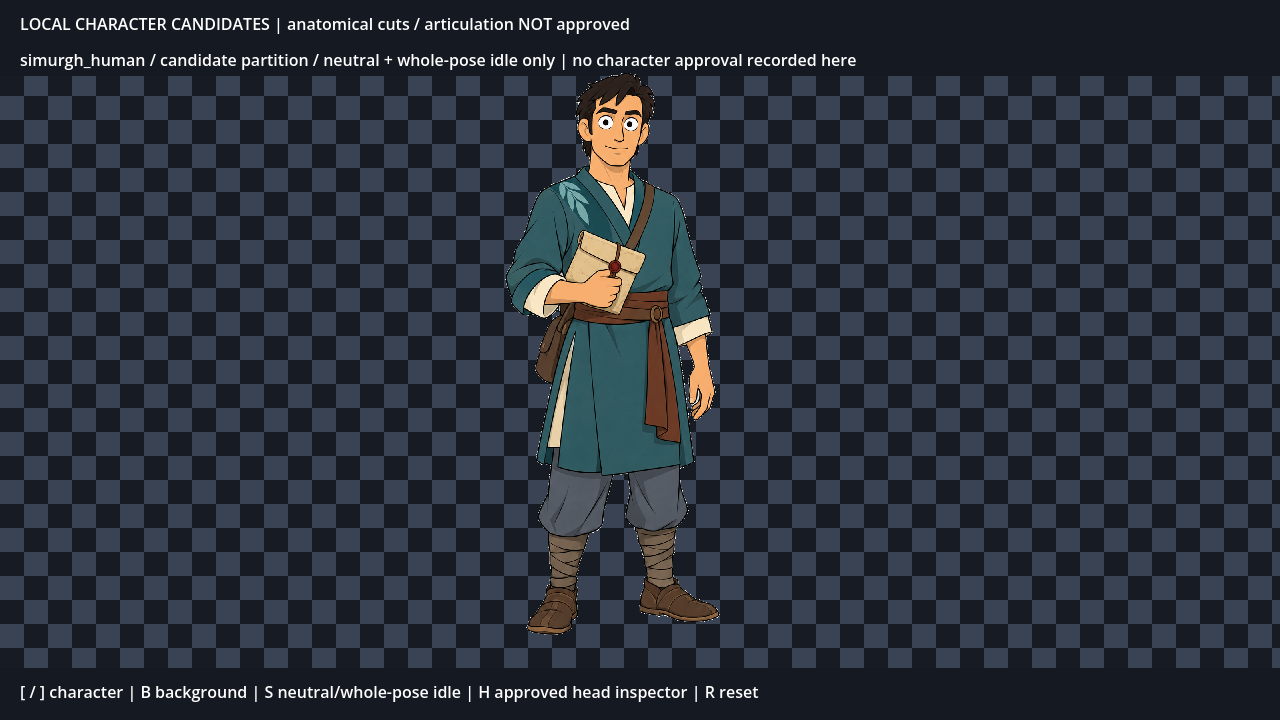 LOCAL CHARACTER CANDIDATES | anatomical cuts / articulation NOT approved
simurgh_human / candidate partition / neutral + whole-pose idle only | no character approval recorded here
[ / ] character | B background | S neutral/whole-pose idle | H approved head inspector | R reset